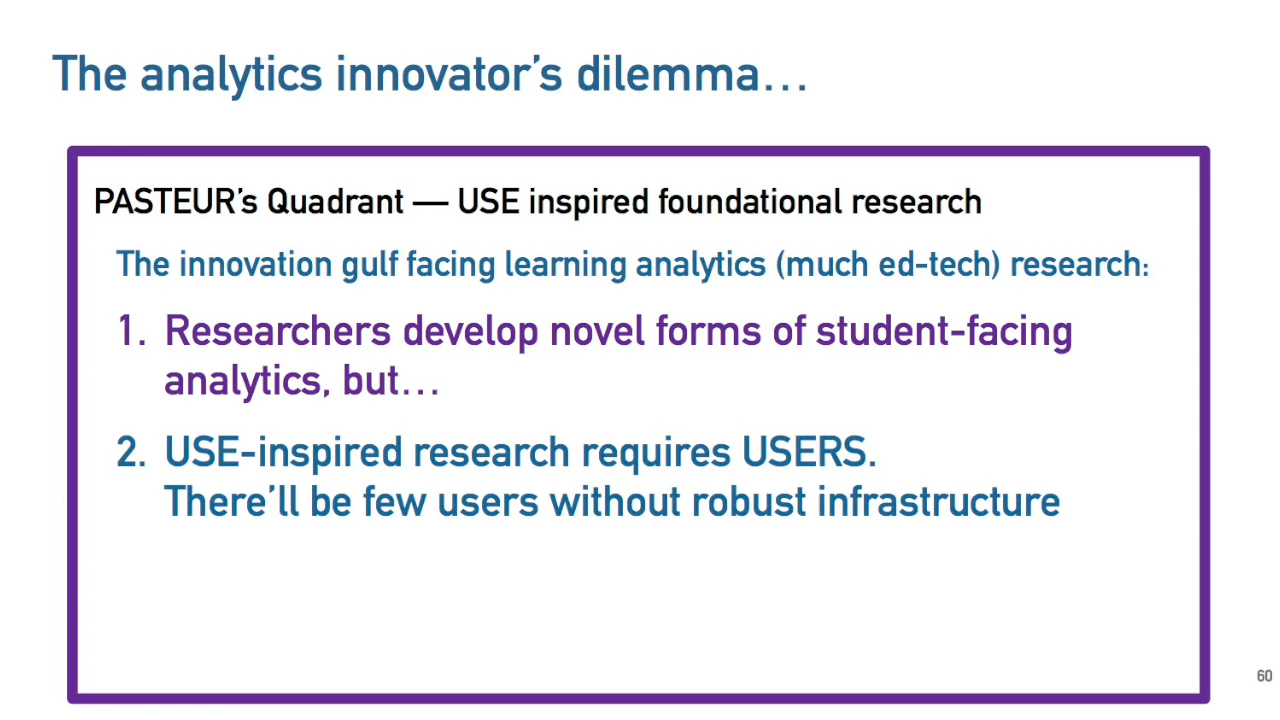 The analytics innovator’s dilemma…
PASTEUR’s Quadrant — USE inspired foundational research
The innovation gulf facing learning analytics (much ed-tech) research:
1. Researchers develop novel forms of student-facing
analytics, but…
2. USE-inspired research requires USERS.
There’ll be few users without robust infrastructure
60